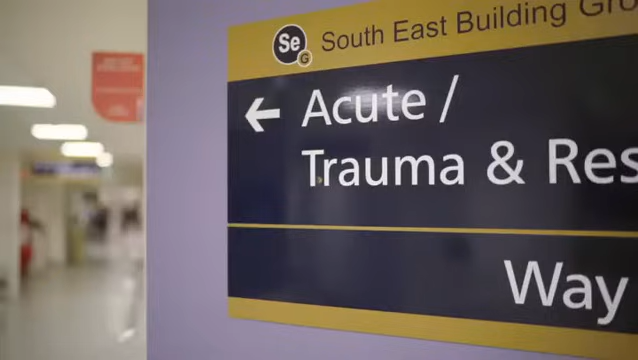 Se G South East Building Gro
← Acute /
Trauma & Res
Way